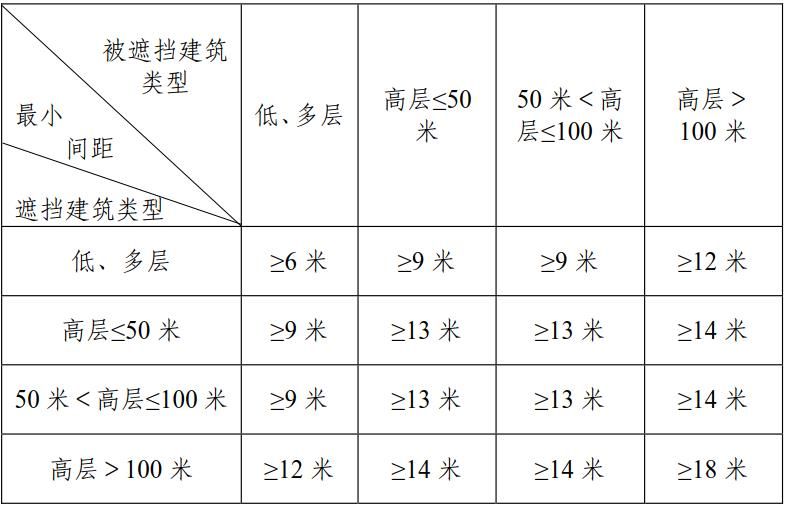 被遮挡建筑
类型
最小
间距
遮挡建筑类型
低、多层
高层≤50
米
50 米＜高
层≤100 米
高层＞
100 米
低、多层 ≥6 米 ≥9 米 ≥9 米 ≥12 米
高层≤50 米 ≥9 米 ≥13 米 ≥13 米 ≥14 米
50 米＜高层≤100 米 ≥9 米 ≥13 米 ≥13 米 ≥14 米
高层＞100 米 ≥12 米 ≥14 米 ≥14 米 ≥18 米